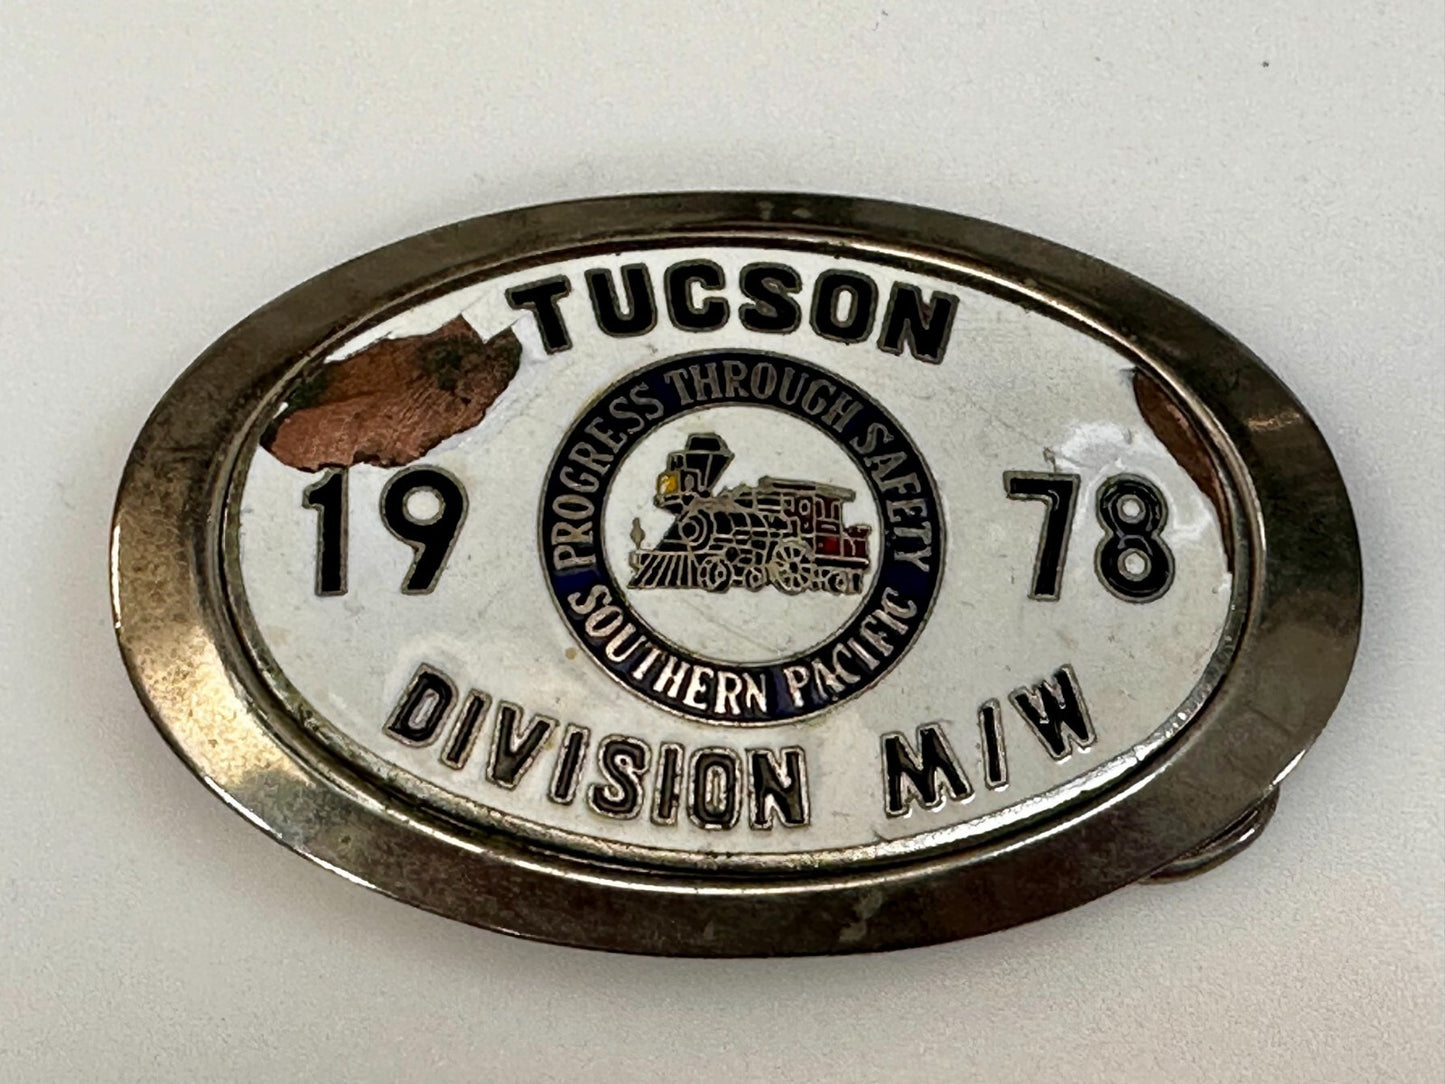 TUCSON
PROGRESS THROUGH SAFETY
19 78
SOUTHERN PACIFIC
DIVISION M/W